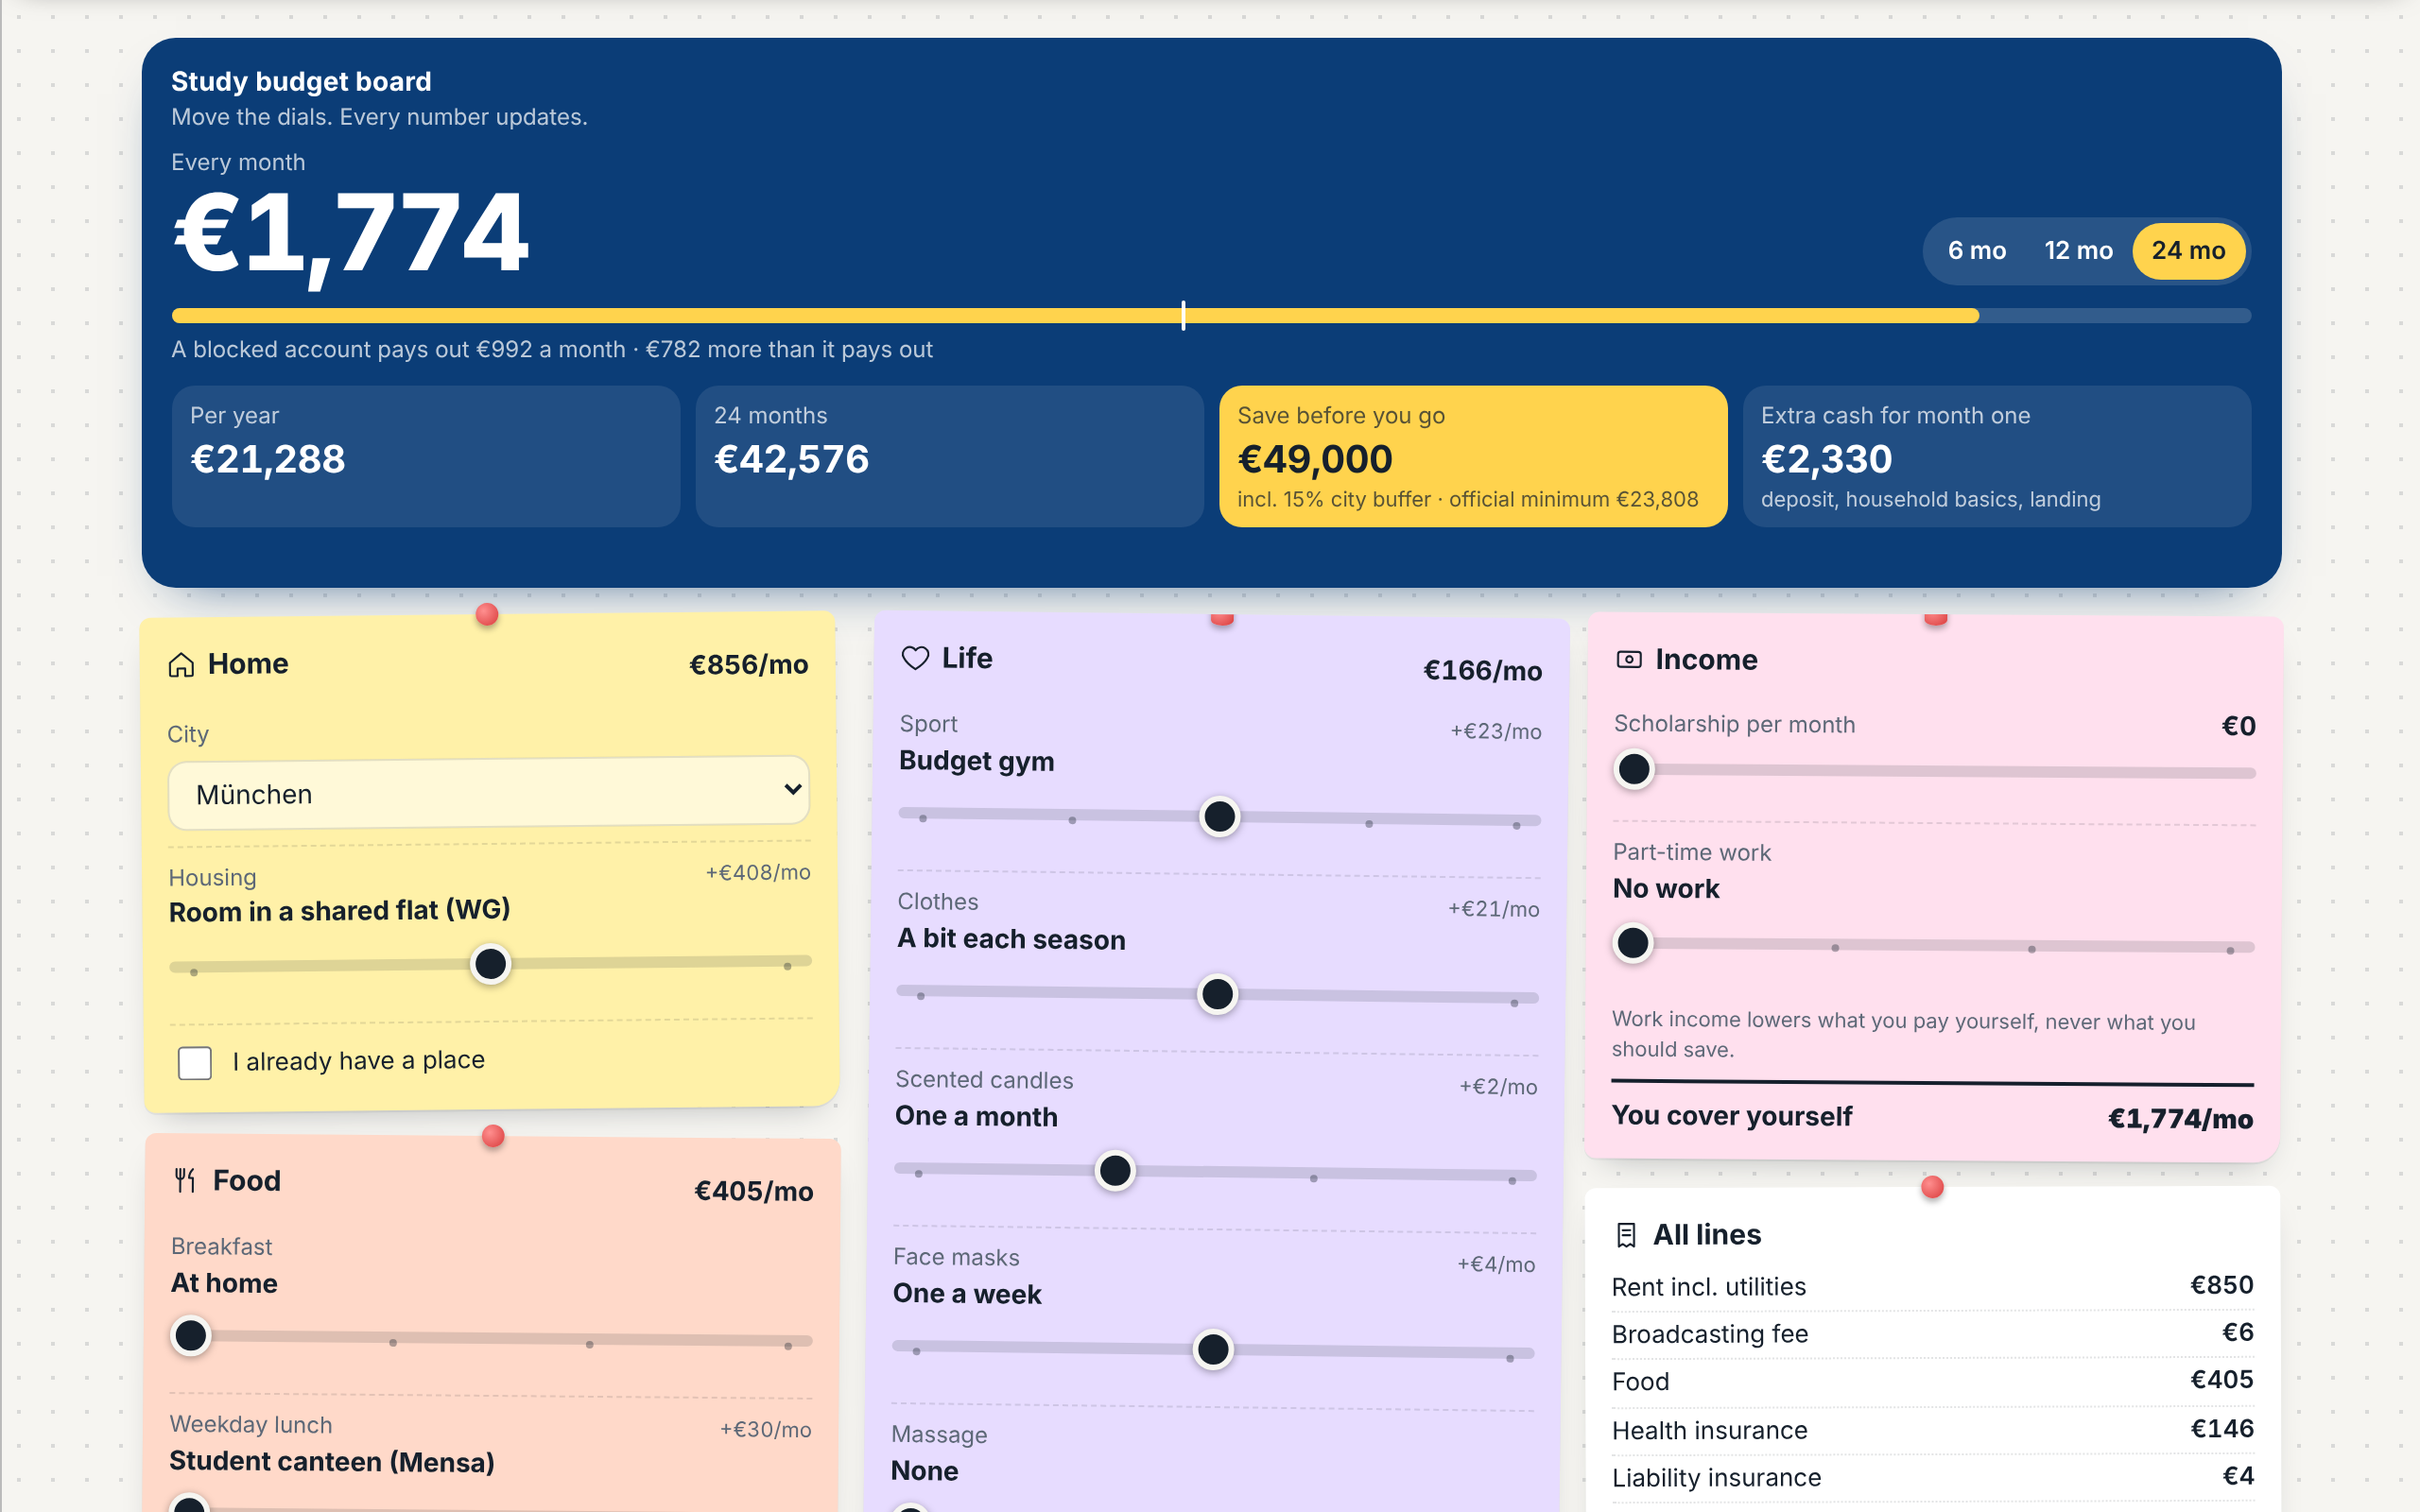 Study budget board
Move the dials. Every number updates.
Every month
€1,774
6 mo 12 mo 24 mo
A blocked account pays out €992 a month · €782 more than it pays out
Per year
€21,288
24 months
€42,576
Save before you go
€49,000
incl. 15% city buffer · official minimum €23,808
Extra cash for month one
€2,330
deposit, household basics, landing
Home €856/mo
City
München
Housing +€408/mo
Room in a shared flat (WG)
I already have a place
Food €405/mo
Breakfast
At home
Weekday lunch +€30/mo
Student canteen (Mensa)
Life €166/mo
Sport +€23/mo
Budget gym
Clothes +€21/mo
A bit each season
Scented candles +€2/mo
One a month
Face masks +€4/mo
One a week
Massage
None
Income
Scholarship per month €0
Part-time work
No work
Work income lowers what you pay yourself, never what you
should save.
You cover yourself €1,774/mo
All lines
Rent incl. utilities €850
Broadcasting fee €6
Food €405
Health insurance €146
Liability insurance €4